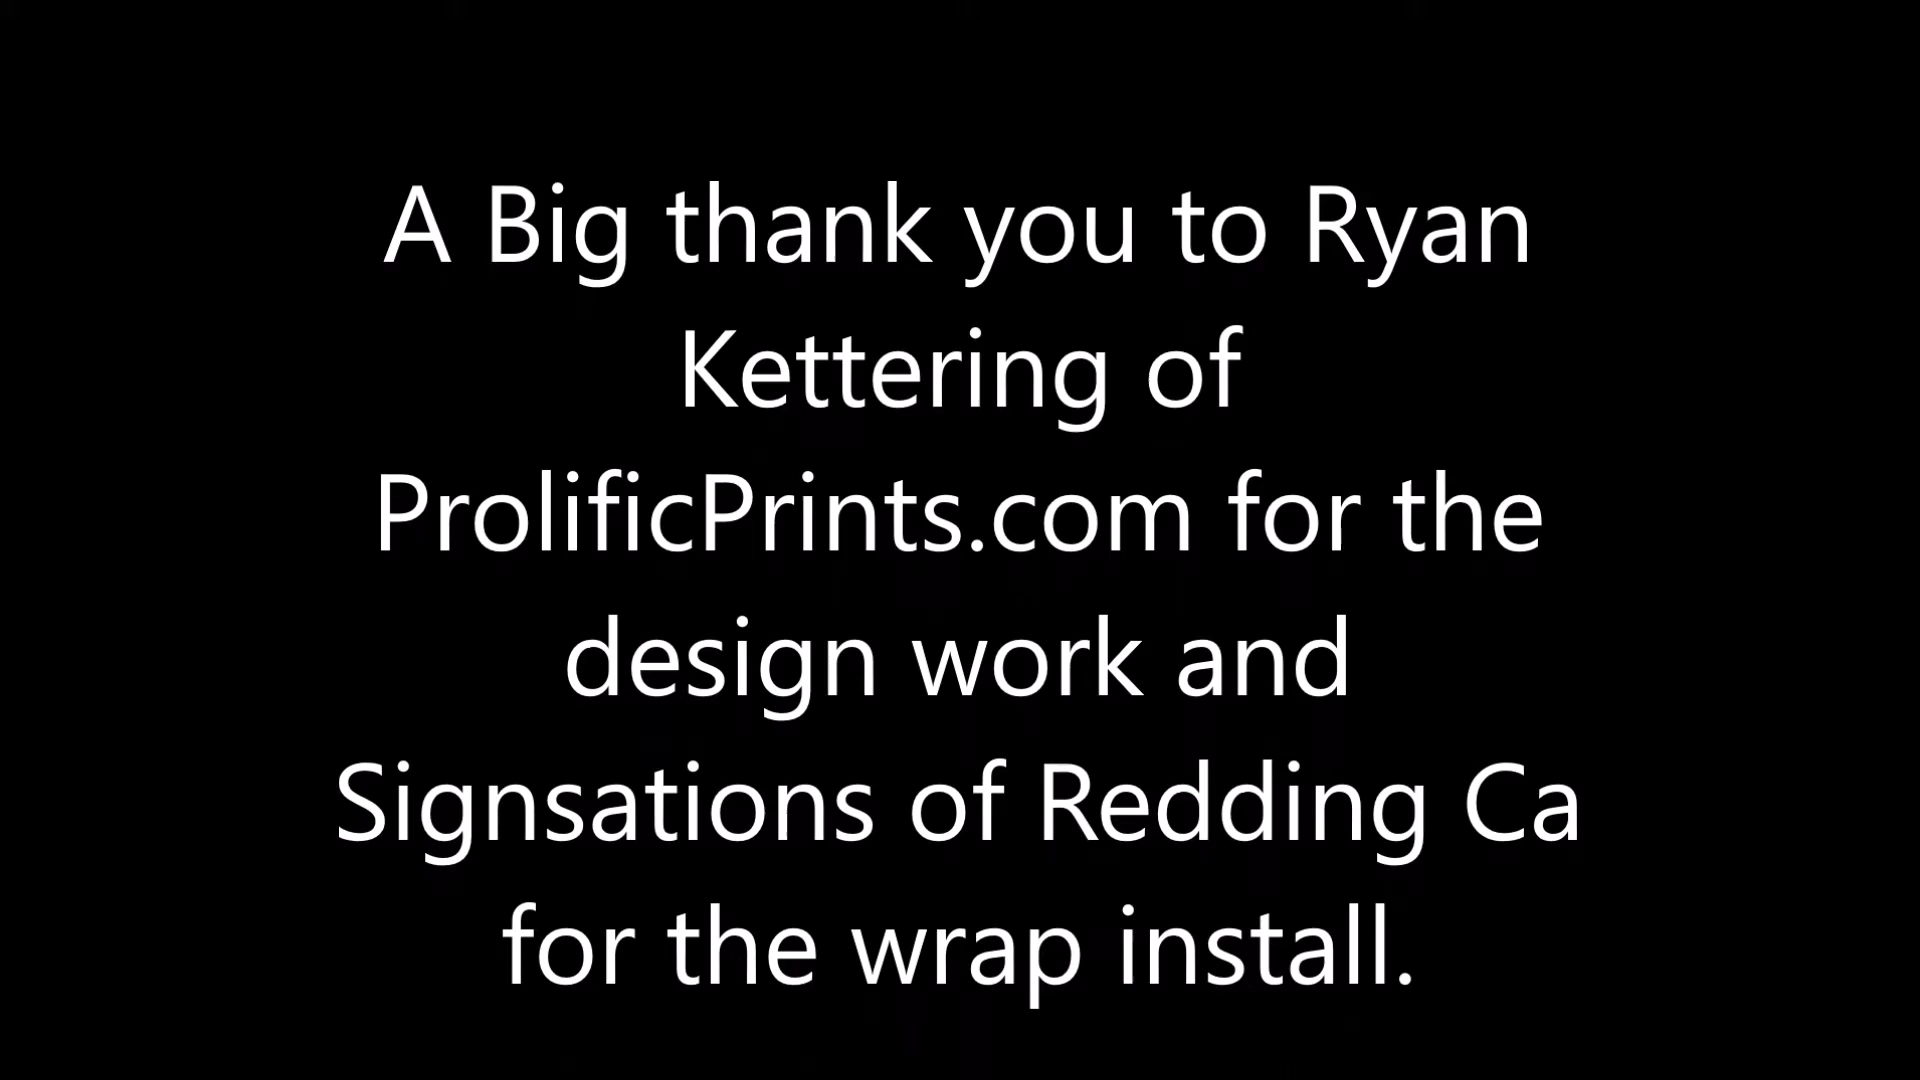 A Big thank you to Ryan
Kettering of
ProlificPrints.com for the
design work and
Signsations of Redding Ca
for the wrap install.